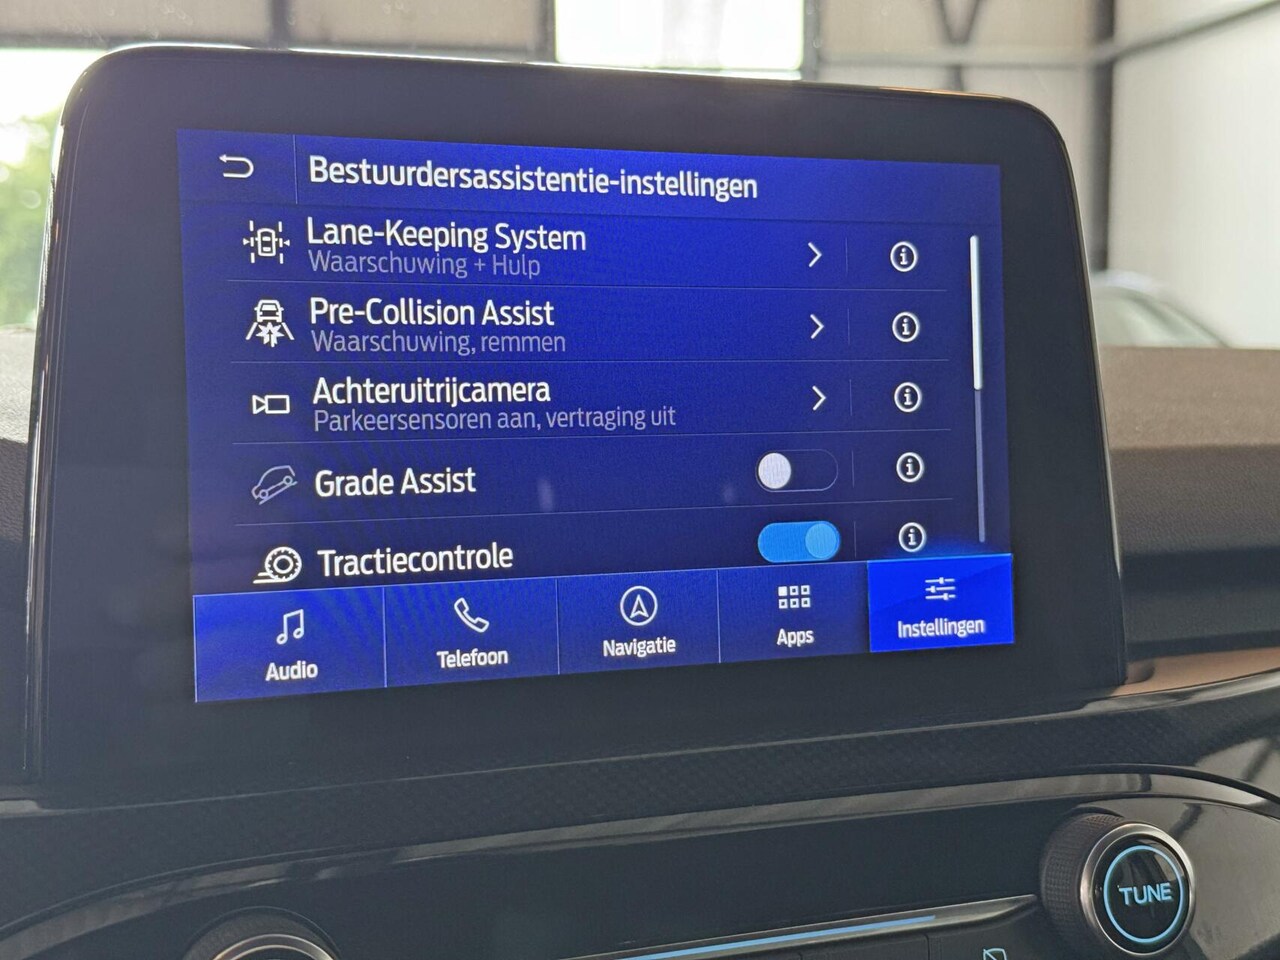 Bestuurdersassistentie-instellingen
Lane-Keeping System
Waarschuwing + Hulp
Pre-Collision Assist
Waarschuwing, remmen
Achteruitrijcamera
Parkeersensoren aan, vertraging uit
Grade Assist
Tractiecontrole
Audio
Telefoon
Navigatie
Apps
Instellingen
TUNE